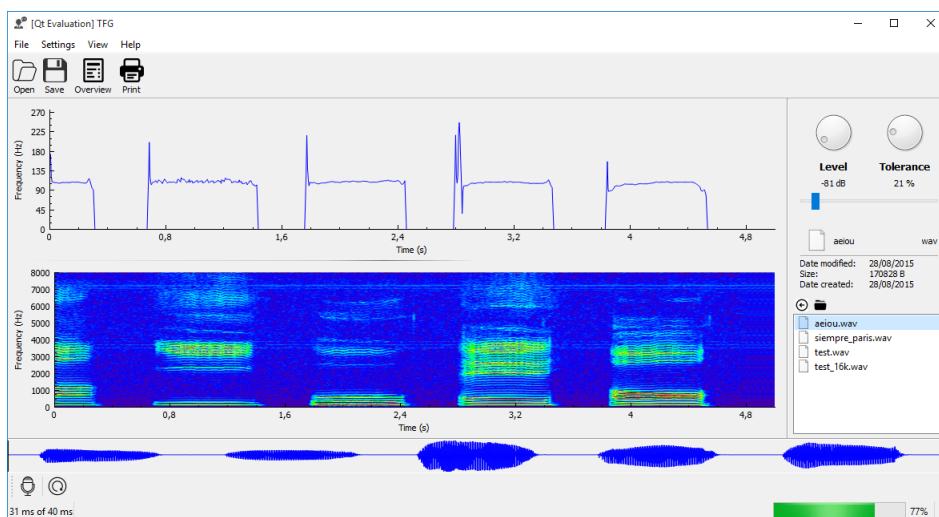 [Qt Evaluation] TFG
File Settings View Help
Open Save Overview Print
270
225
180
135
90
45
0
Frequency (Hz)
0 0,8 1,6 2,4 3,2 4 4,8
Time (s)
8000
7000
6000
5000
4000
3000
2000
1000
0
Frequency (Hz)
0,8 1,6 2,4 3,2 4 4,8
Time (s)
Level Tolerance
-81 dB 21 %
aeiou wav
Date modified: 28/08/2015
Size: 170828 B
Date created: 28/08/2015
aeiou.wav
siempre_paris.wav
test.wav
test_16k.wav
31 ms of 40 ms 77%